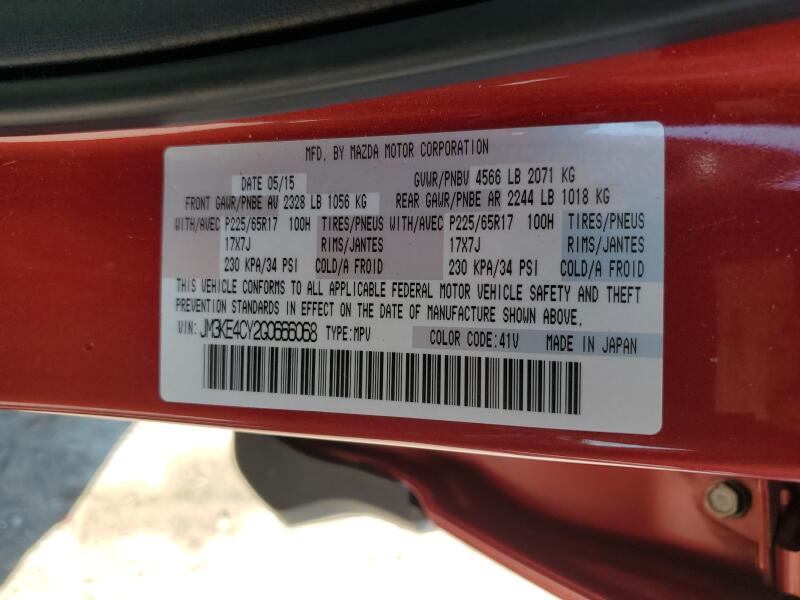 MFD. BY MAZDA MOTOR CORPORATION
DATE 05/15 GVWR/PNBV 4566 LB 2071 KG
FRONT GAWR/PNBE AV 2328 LB 1056 KG REAR GAWR/PNBE AR 2244 LB 1018 KG
WITH/AVEC P225/65R17 100H TIRES/PNEUS WITH/AVEC P225/65R17 100H TIRES/PNEUS
17X7J RIMS/JANTES 17X7J RIMS/JANTES
230 KPA/34 PSI COLD/A FROID 230 KPA/34 PSI COLD/A FROID
THIS VEHICLE CONFORMS TO ALL APPLICABLE FEDERAL MOTOR VEHICLE SAFETY AND THEFT
PREVENTION STANDARDS IN EFFECT ON THE DATE OF MANUFACTURE SHOWN ABOVE.
VIN: JM3KE4CY2G0666068 TYPE:MPV COLOR CODE:41V MADE IN JAPAN